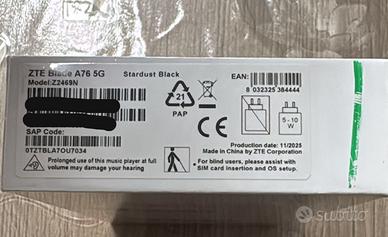 ZTE Blade A76 5G
Stardust Black
Model:Z2469N
EAN:
8 032325 384444
21
PAP
5 - 10
W
SAP Code:
0TZTBLA7OU7034
Production date: 11/2025
Made in China by ZTE Corporation
Prolonged use of this music player at full
volume may damages your hearing.
For blind users, please assist with
SIM card insertion and OS setup.
subito